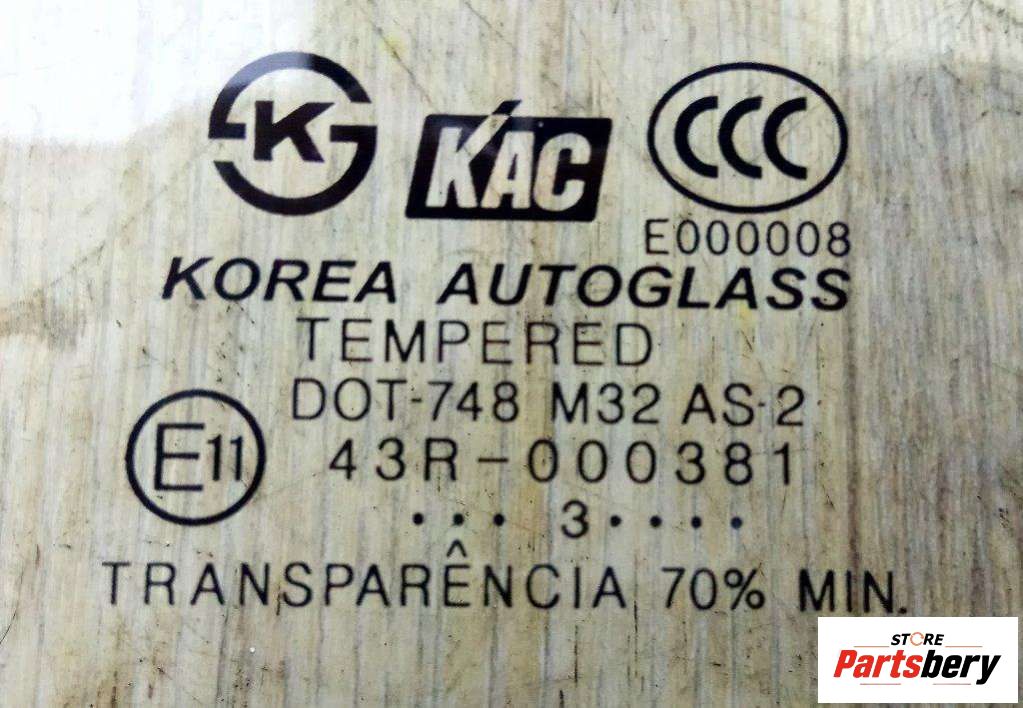 K
KAC
CCC
E000008
KOREA AUTOGLASS
TEMPERED
DOT-748 M32 AS-2
E11
43R-000381
• • • 3 • • • •
TRANSPARÊNCIA 70% MIN.
STORE
Partsbery